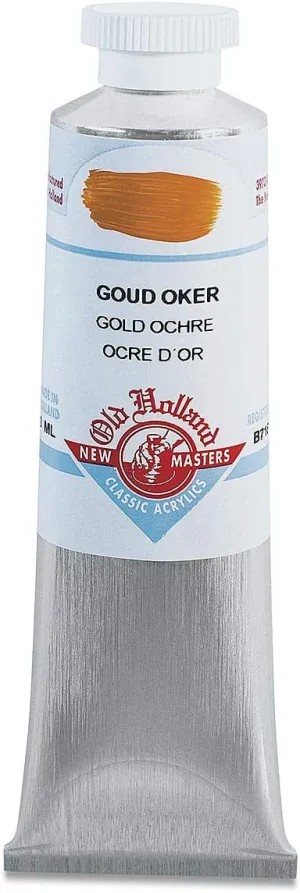 GOUD OKER
GOLD OCHRE
OCRE D'OR
ML
Old Holland
NEW MASTERS
CLASSIC ACRYLICS